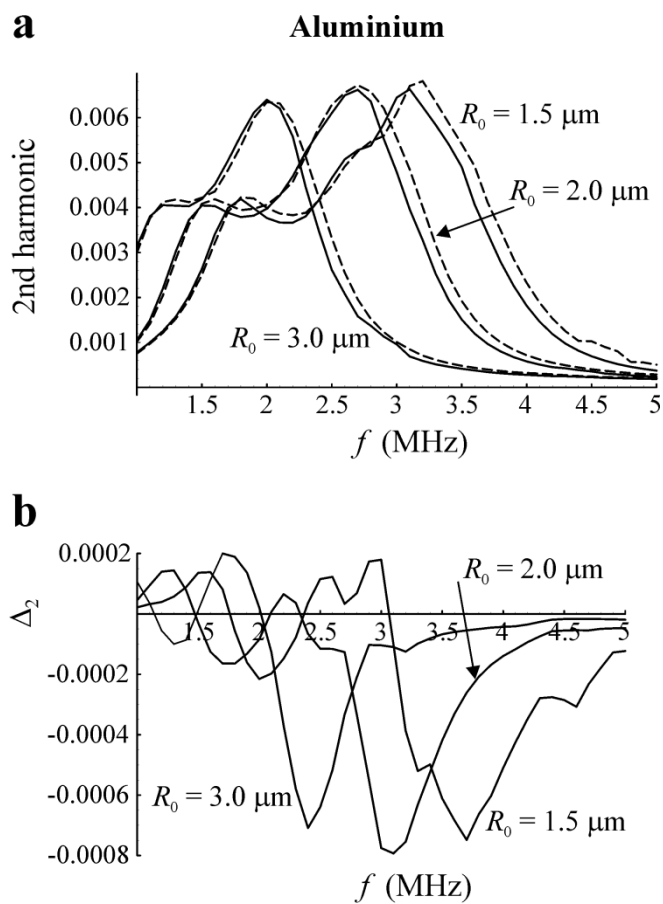 a Aluminium
2nd harmonic
0.006
0.005
0.004
0.003
0.002
0.001
R₀ = 1.5 μm
R₀ = 2.0 μm
R₀ = 3.0 μm
1.5 2 2.5 3 3.5 4 4.5 5
f (MHz)
b
Δ₂
0.0002
-0.0002
-0.0004
-0.0006
-0.0008
R₀ = 2.0 μm
1.5 2 2.5 3 3.5 4 4.5 5
R₀ = 3.0 μm
R₀ = 1.5 μm
f (MHz)